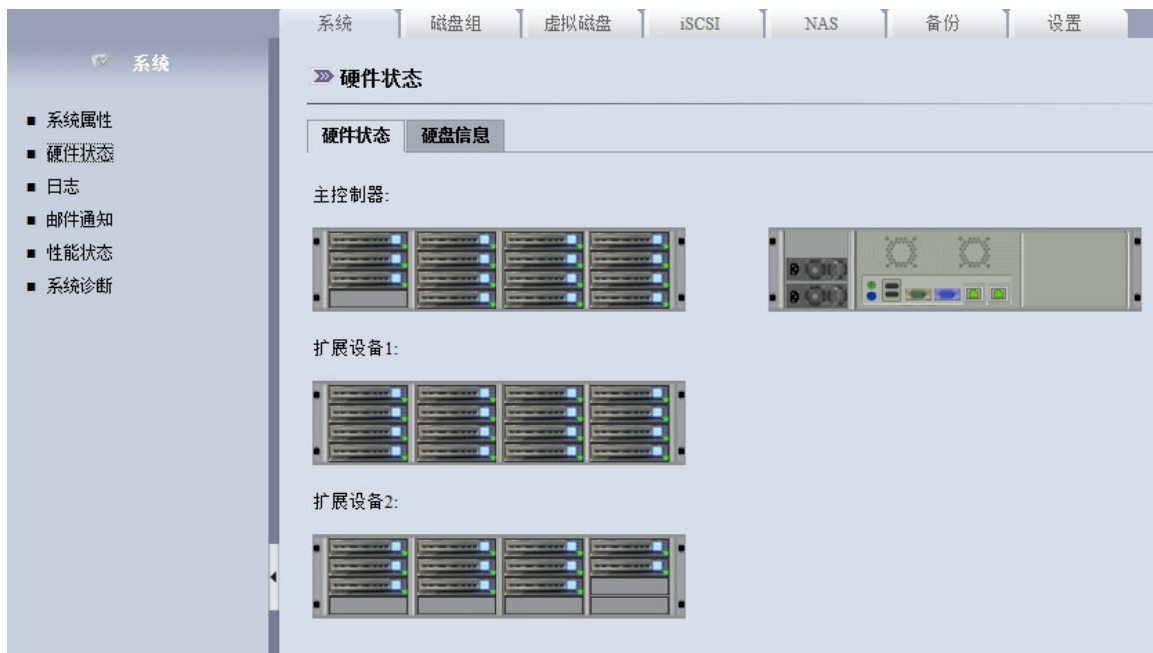 系统 磁盘组 虚拟磁盘 iSCSI NAS 备份 设置
系统
系统属性
硬件状态
日志
邮件通知
性能状态
系统诊断
硬件状态
硬件状态 硬盘信息
主控制器:
扩展设备1:
扩展设备2: